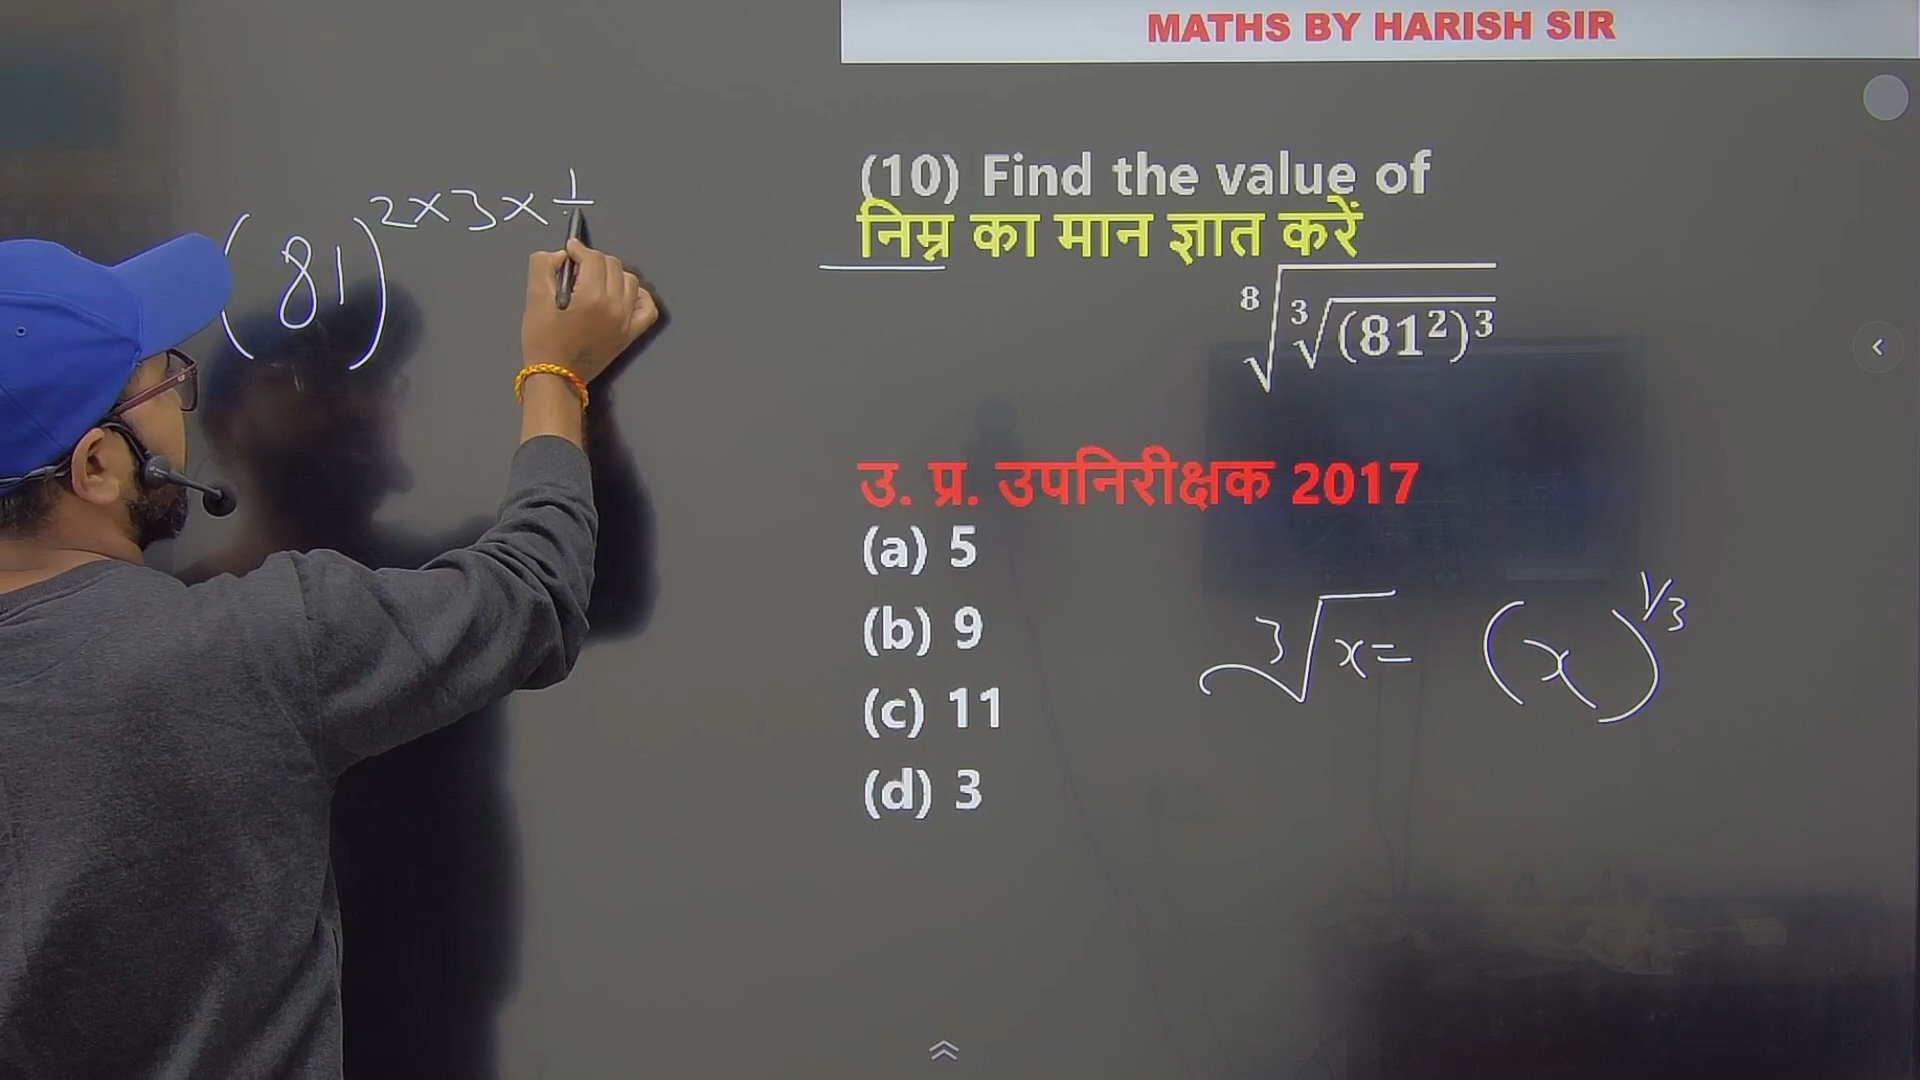 MATHS BY HARISH SIR
(10) Find the value of
निम्न का मान ज्ञात करें
⁸√³√(81²)³
उ. प्र. उपनिरीक्षक 2017
(a) 5
(b) 9
(c) 11
(d) 3
(81)^2×3×1/
³√x = (x)^1/3